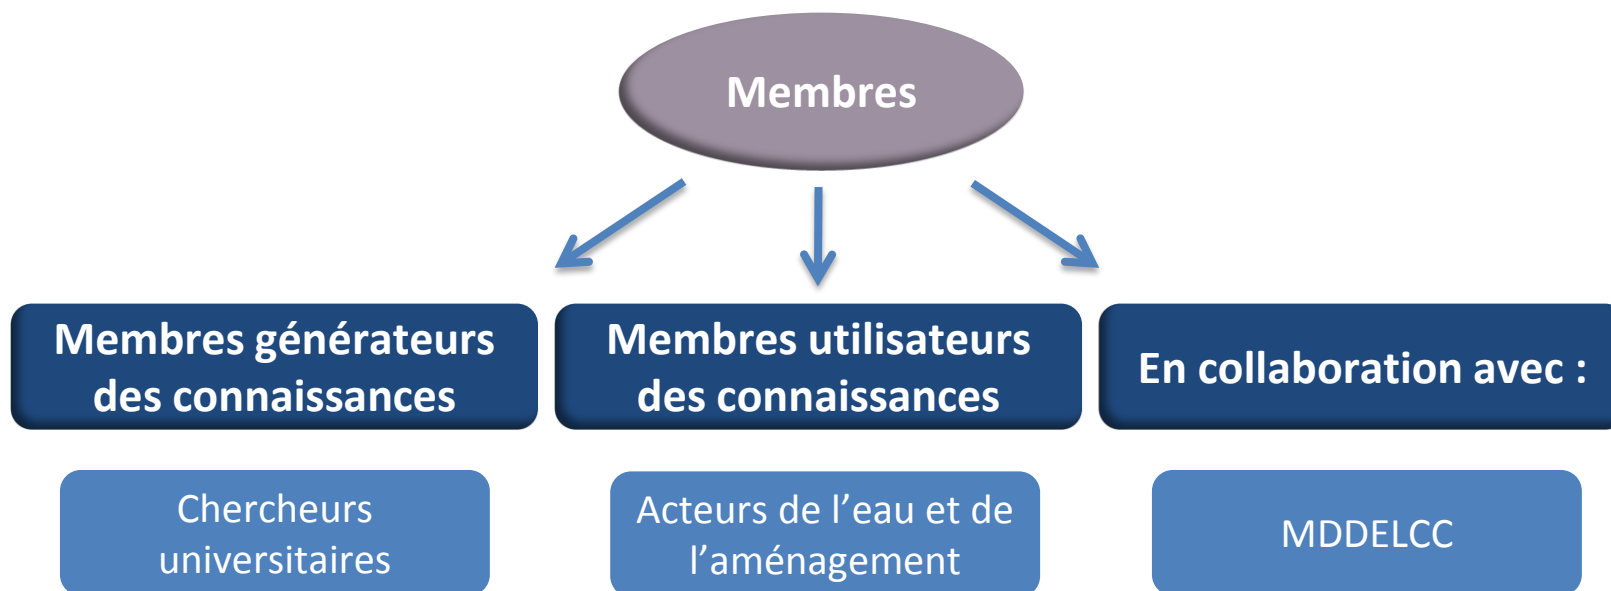 Membres
Membres générateurs
des connaissances
Membres utilisateurs
des connaissances
En collaboration avec :
Chercheurs
universitaires
Acteurs de l’eau et de
l’aménagement
MDDELCC